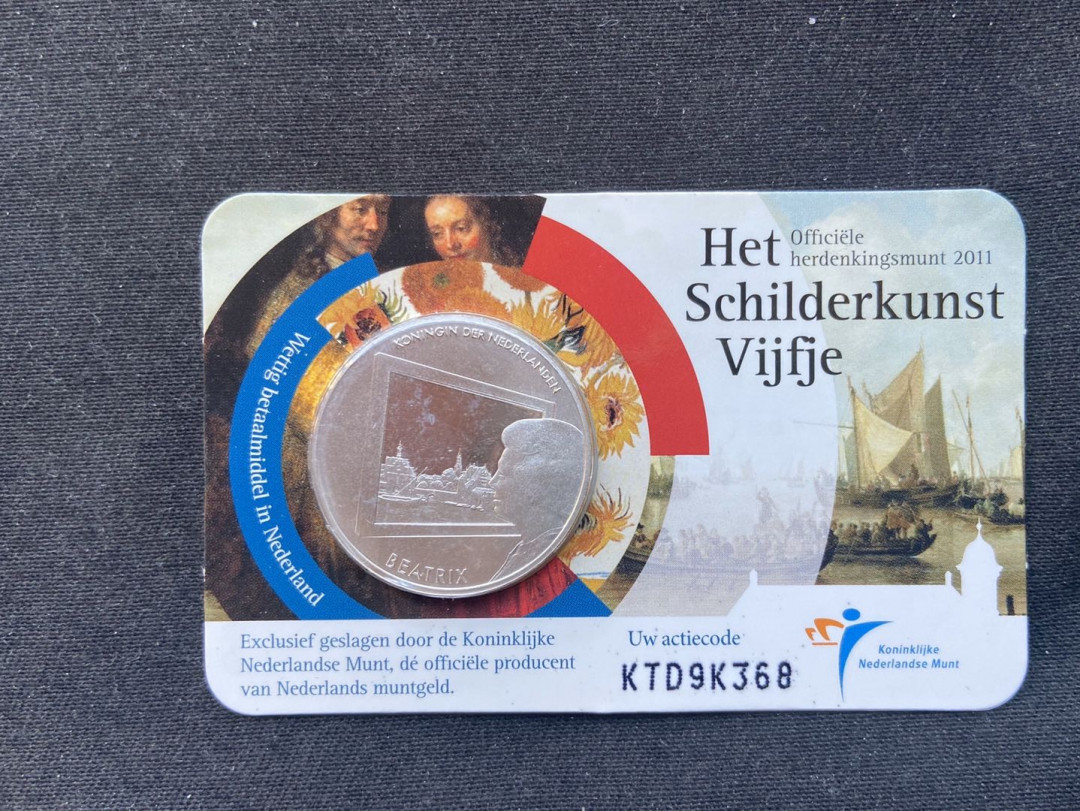 Het
Officiële
herdenkingsmunt 2011
Schilderkunst
Vijfje
Wettig betaalmiddel in Nederland
KONINGIN DER NEDERLANDEN
BEATRIX
Exclusief geslagen door de Koninklijke
Nederlandse Munt, dé officiële producent
van Nederlands muntgeld.
Uw actiecode
KTD9K368
Koninklijke
Nederlandse Munt